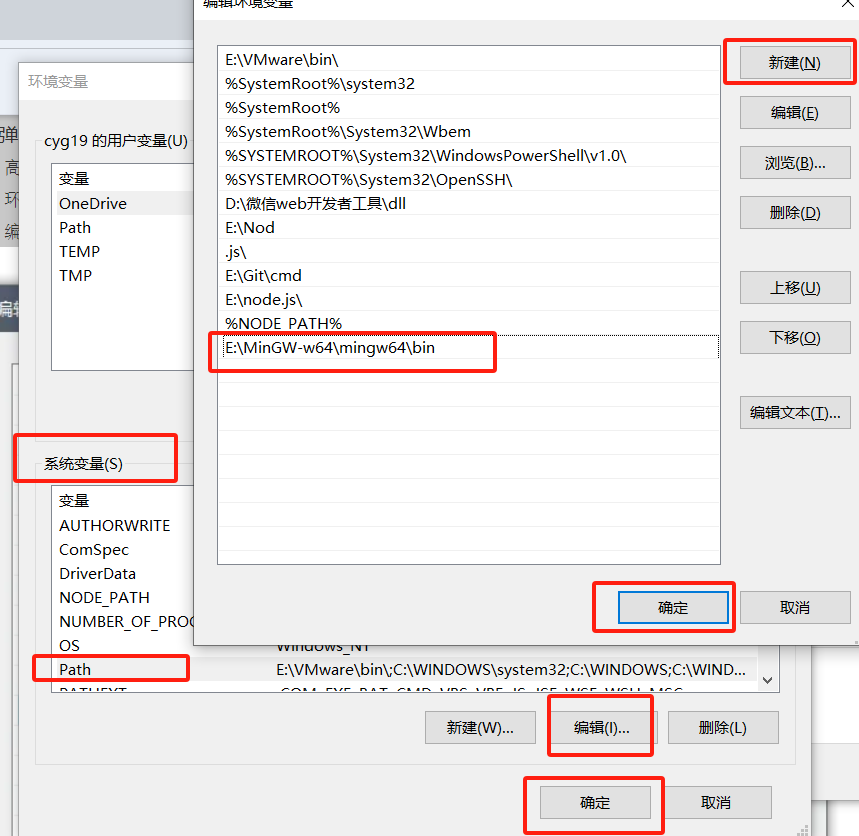 编辑环境变量
E:\VMware\bin\
%SystemRoot%\system32
%SystemRoot%
%SystemRoot%\System32\Wbem
%SYSTEMROOT%\System32\WindowsPowerShell\v1.0\
%SYSTEMROOT%\System32\OpenSSH\
D:\微信web开发者工具\dll
E:\Nod
.js\
E:\Git\cmd
E:\node.js\
%NODE_PATH%
E:\MinGW-w64\mingw64\bin
新建(N)
编辑(E)
浏览(B)...
删除(D)
上移(U)
下移(O)
编辑文本(T)...
确定
取消
环境变量
cyg19 的用户变量(U)
变量
OneDrive
Path
TEMP
TMP
弹
高
环
编
编辑
系统变量(S)
变量
AUTHORWRITE
ComSpec
DriverData
NODE_PATH
NUMBER_OF_PROC
OS
Windows_NT
Path
E:\VMware\bin\;C:\WINDOWS\system32;C:\WINDOWS;C:\WIND...
PATHEXT
.COM;.EXE;.BAT;.CMD;.VBS;.VBE;.JS;.JSE;.WSF;.WSH;.MSC
新建(W)...
编辑(I)...
删除(L)
确定
取消